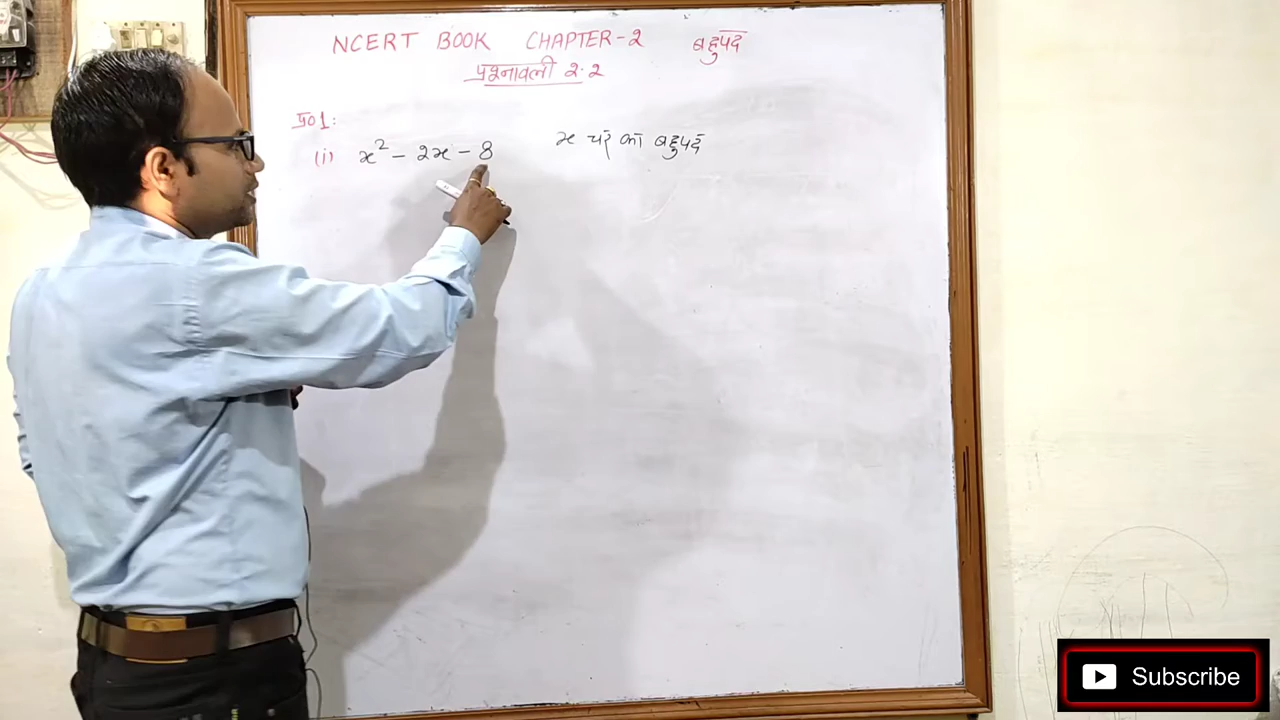 NCERT BOOK CHAPTER-2 बहुपद
प्रश्नावली 2.2
प्र01:
(i) x² - 2x - 8 x चर का बहुपद
Subscribe